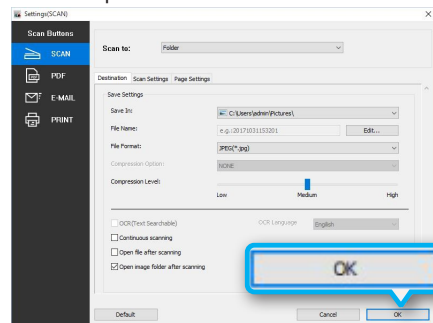 Settings(SCAN)
Scan Buttons
SCAN
PDF
E-MAIL
PRINT
Scan to: Folder
Destination Scan Settings Page Settings
Save Settings
Save In: C:\Users\admin\Pictures\
File Name: e.g.:20171031153201 Edit...
File Format: JPEG(*.jpg)
Compression Option: NONE
Compression Level:
Low Medium High
OCR(Text Searchable) OCR Language English
Continuous scanning
Open file after scanning
Open image folder after scanning
OK
Default Cancel OK